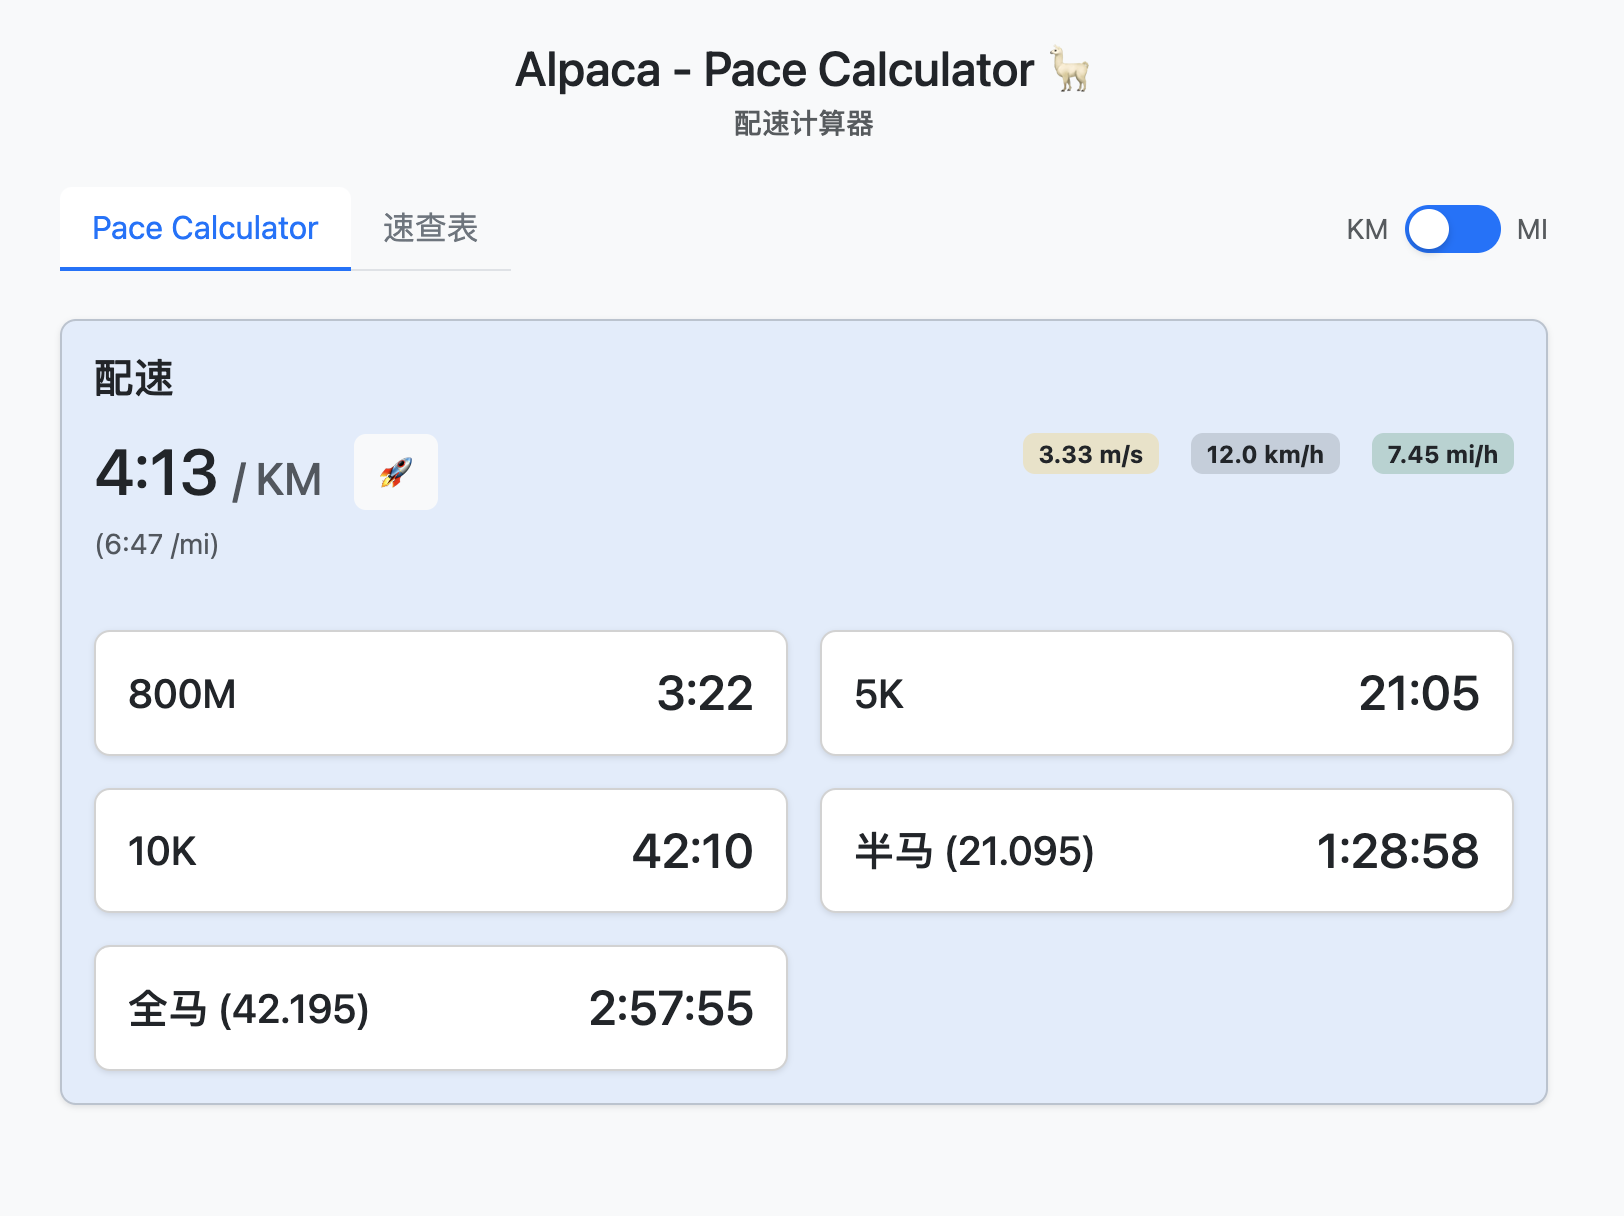 Alpaca - Pace Calculator 🦙
配速计算器
Pace Calculator
速查表
KM
MI
配速
4:13 / KM 🚀
3.33 m/s
12.0 km/h
7.45 mi/h
(6:47 /mi)
800M 3:22
5K 21:05
10K 42:10
半马 (21.095) 1:28:58
全马 (42.195) 2:57:55